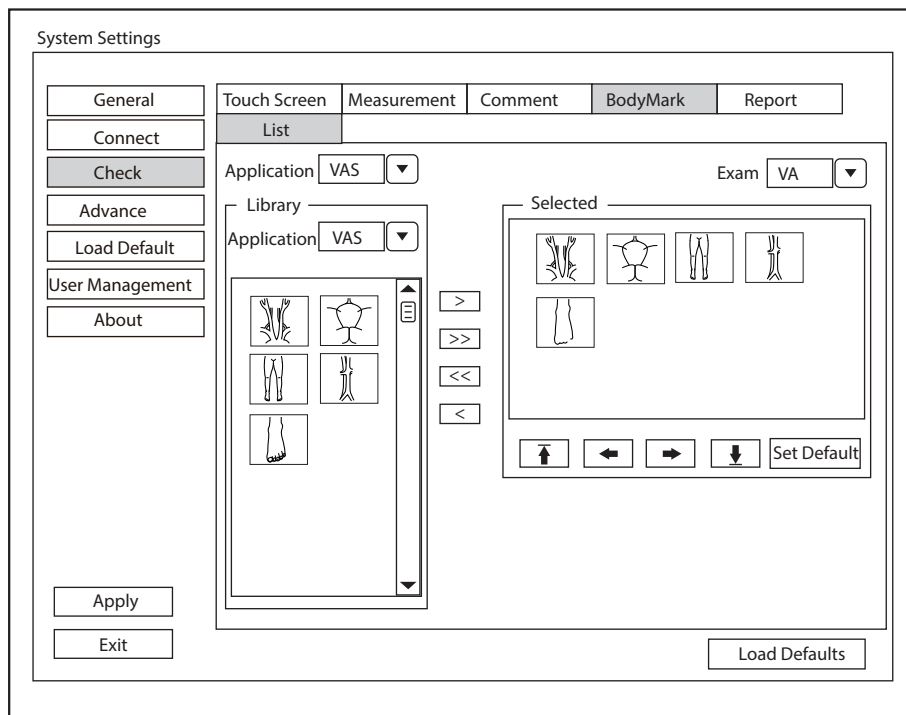 System Settings
General
Connect
Check
Advance
Load Default
User Management
About
Apply
Exit
Touch Screen Measurement Comment BodyMark Report
List
Application VAS
Exam VA
Library
Application VAS
>
>>
<<
<
Selected
Set Default
Load Defaults